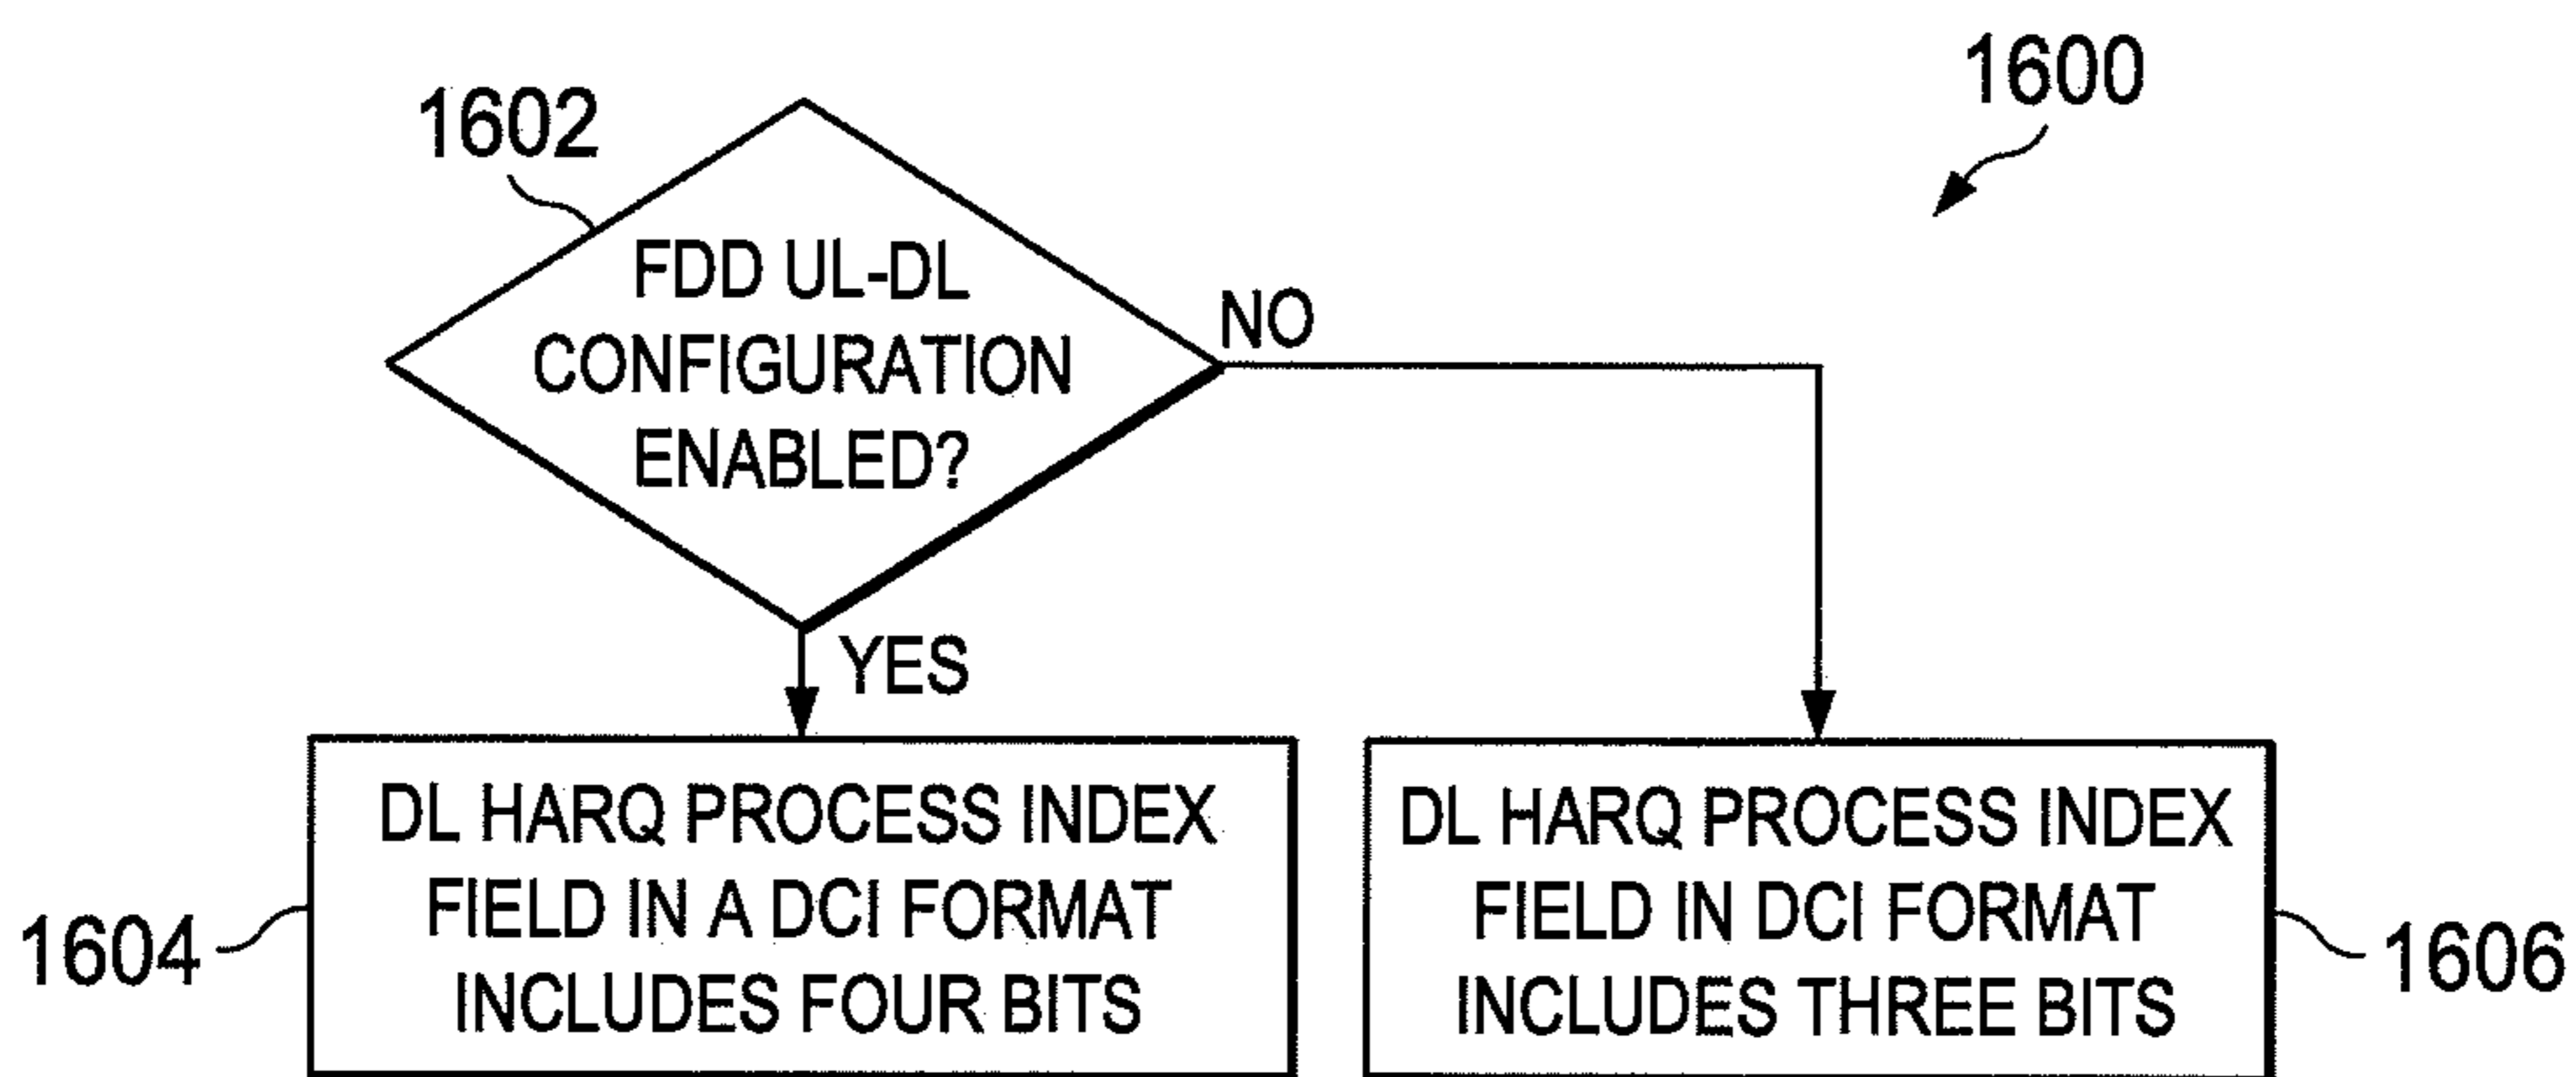 1600
1602
FDD UL-DL
CONFIGURATION
ENABLED?
NO
YES
DL HARQ PROCESS INDEX
FIELD IN A DCI FORMAT
INCLUDES FOUR BITS
1604
DL HARQ PROCESS INDEX
FIELD IN DCI FORMAT
INCLUDES THREE BITS
1606